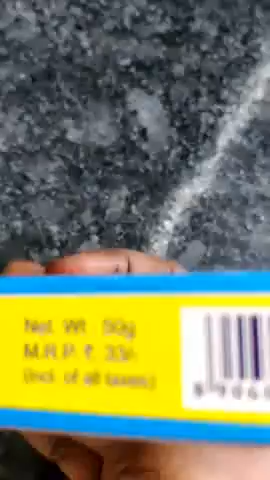 Net. Wt. 50g
M.R.P. ₹. 33/-
(Incl. of all taxes)